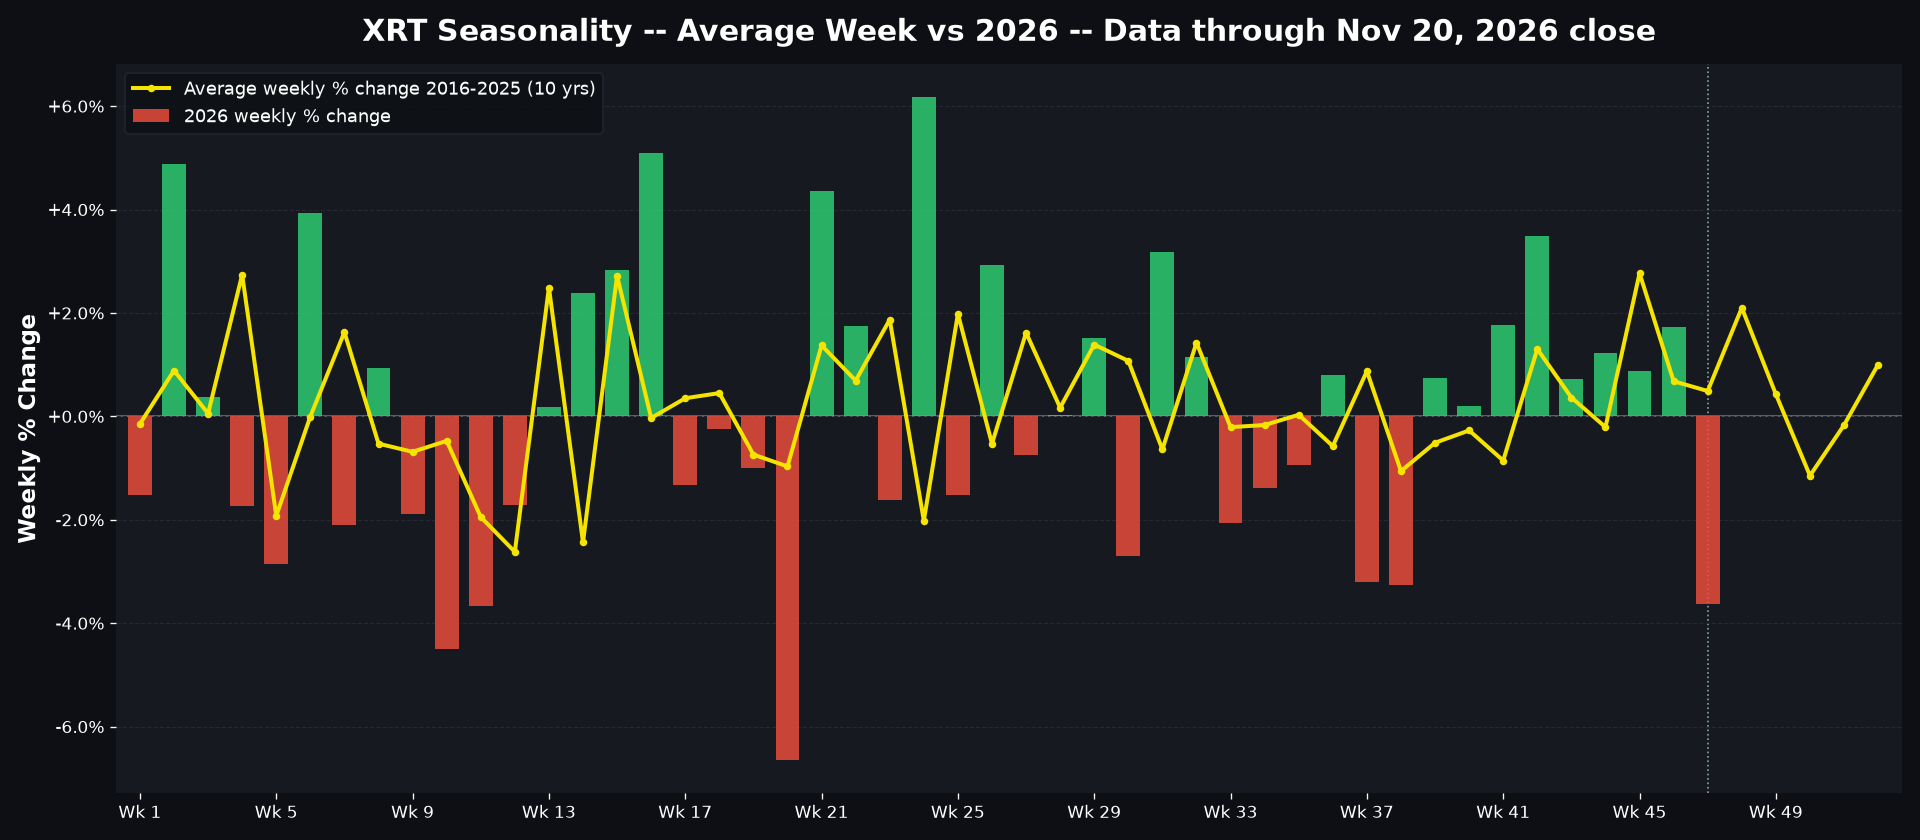 XRT Seasonality -- Average Week vs 2026 -- Data through Nov 20, 2026 close
Average weekly % change 2016-2025 (10 yrs)
2026 weekly % change
Weekly % Change
+6.0%
+4.0%
+2.0%
+0.0%
-2.0%
-4.0%
-6.0%
Wk 1 Wk 5 Wk 9 Wk 13 Wk 17 Wk 21 Wk 25 Wk 29 Wk 33 Wk 37 Wk 41 Wk 45 Wk 49